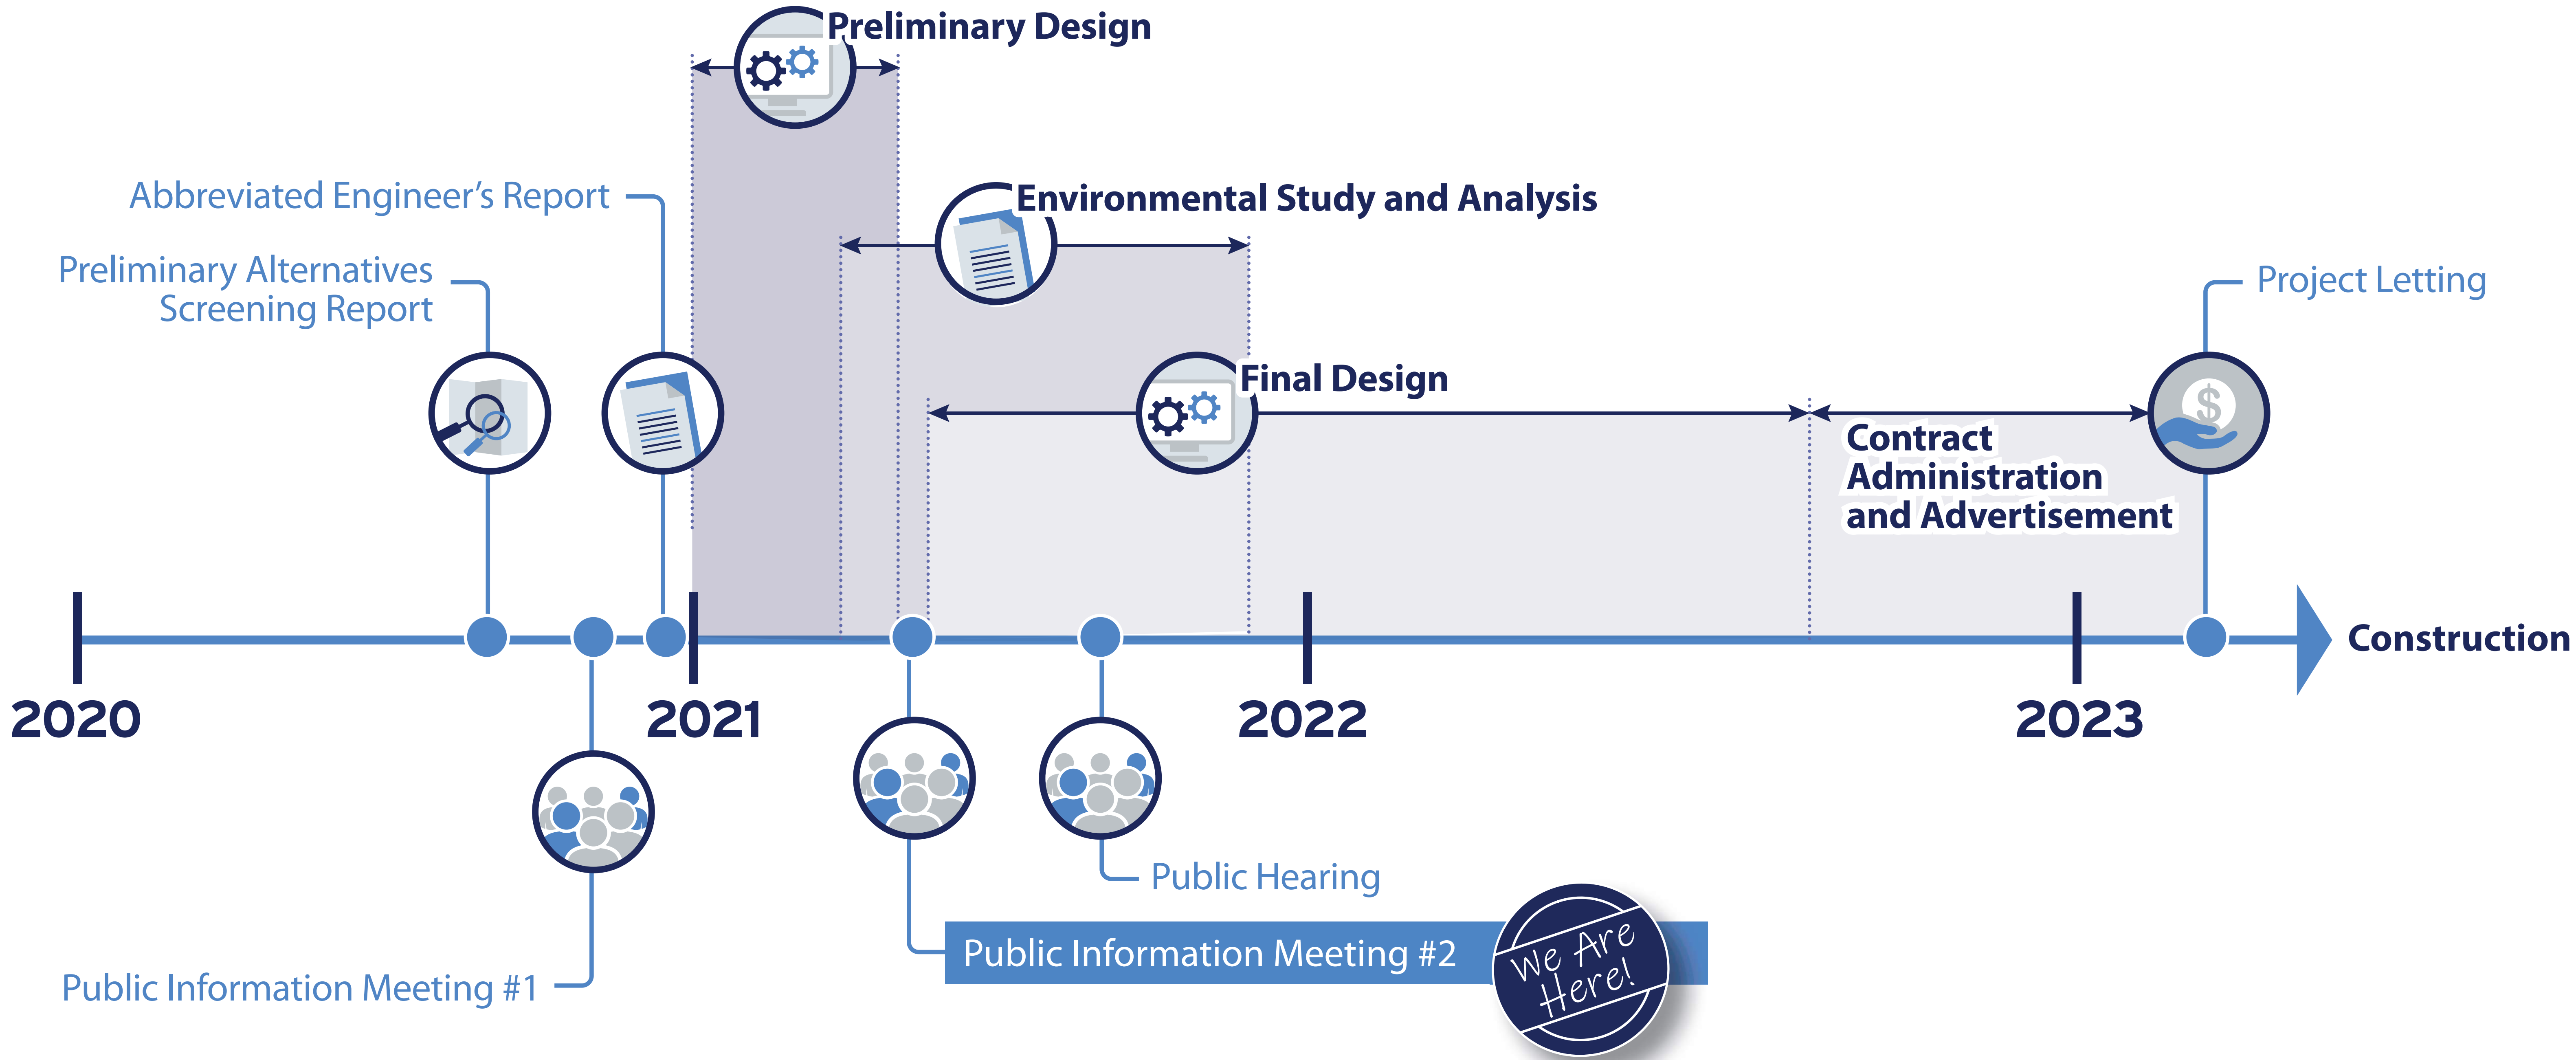 Preliminary Design
Abbreviated Engineer's Report
Environmental Study and Analysis
Preliminary Alternatives
Screening Report
Project Letting
Final Design
$
Contract
Administration
and Advertisement
Construction
2020
2021
2022
2023
Public Hearing
Public Information Meeting #2
We Are
Here!
Public Information Meeting #1